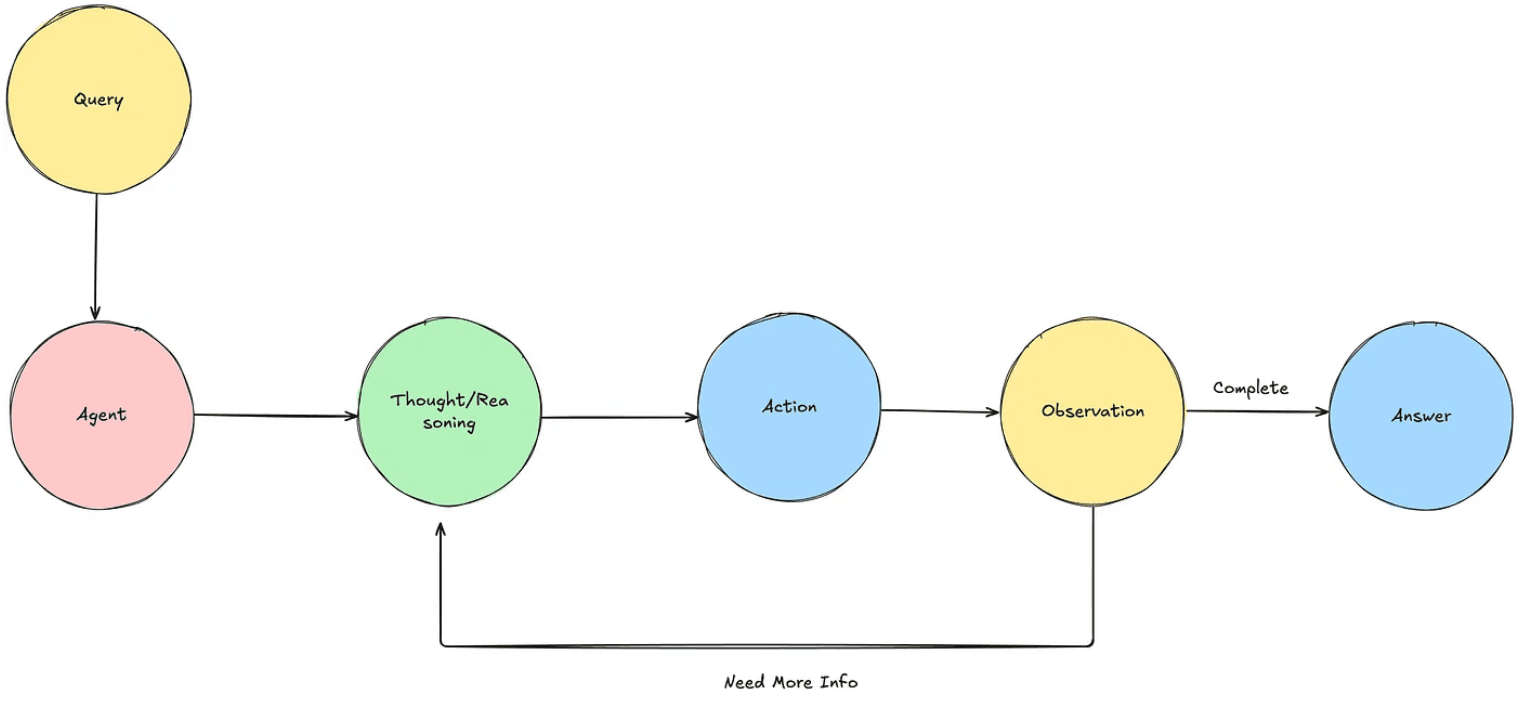 Query
Agent
Thought/Rea
soning
Action
Observation
Complete
Answer
Need More Info